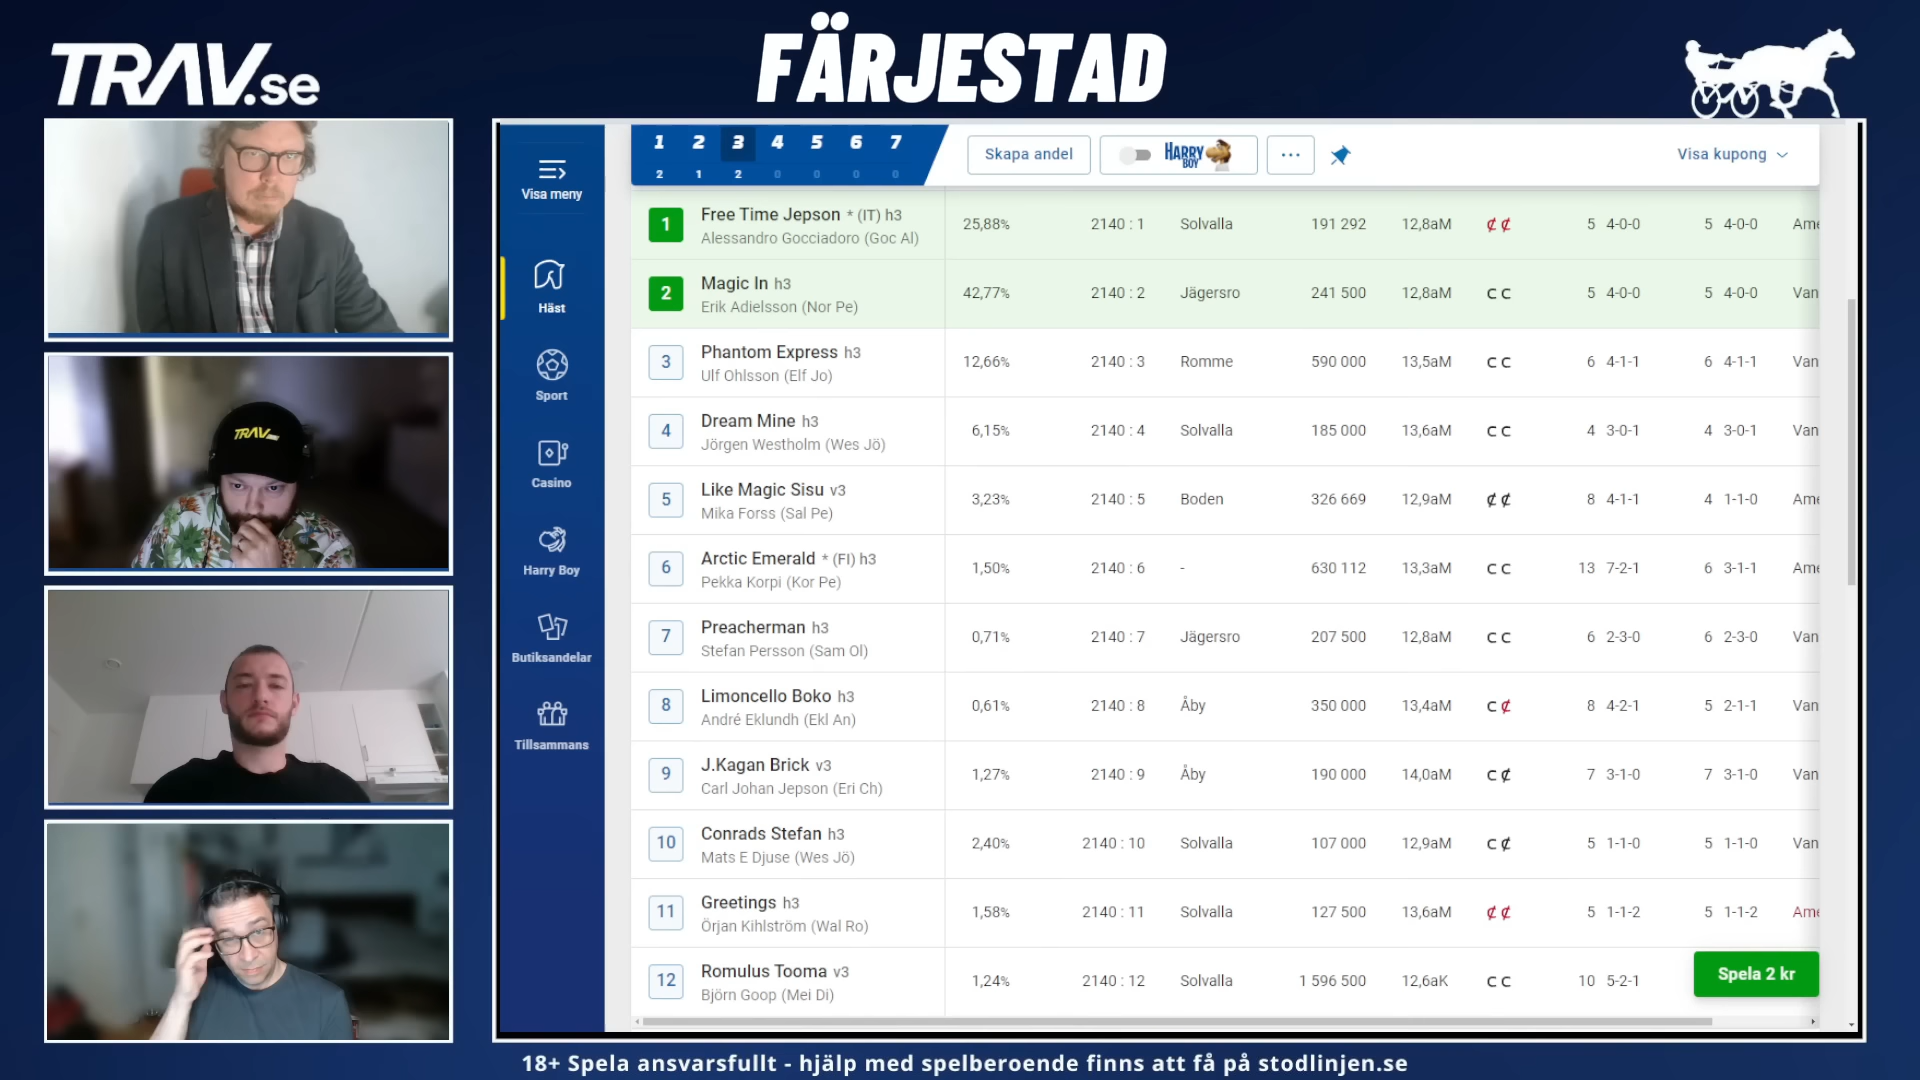 TRAV.se
FÄRJESTAD
TRAV
Visa meny
Häst
Sport
Casino
Harry Boy
Butiksandelar
Tillsammans
1 2 3 4 5 6 7
2 1 2 0 0 0 0
Skapa andel
HARRY BOY
...
Visa kupong
1 Free Time Jepson * (IT) h3 25,88% 2140 : 1 Solvalla 191 292 12,8aM ₵ ₵ 5 4-0-0 5 4-0-0 Ame
Alessandro Gocciadoro (Goc Al)
2 Magic In h3 42,77% 2140 : 2 Jägersro 241 500 12,8aM C C 5 4-0-0 5 4-0-0 Van
Erik Adielsson (Nor Pe)
3 Phantom Express h3 12,66% 2140 : 3 Romme 590 000 13,5aM C C 6 4-1-1 6 4-1-1 Van
Ulf Ohlsson (Elf Jo)
4 Dream Mine h3 6,15% 2140 : 4 Solvalla 185 000 13,6aM C C 4 3-0-1 4 3-0-1 Van
Jörgen Westholm (Wes Jö)
5 Like Magic Sisu v3 3,23% 2140 : 5 Boden 326 669 12,9aM ₵ ₵ 8 4-1-1 4 1-1-0 Ame
Mika Forss (Sal Pe)
6 Arctic Emerald * (FI) h3 1,50% 2140 : 6 - 630 112 13,3aM C C 13 7-2-1 6 3-1-1 Ame
Pekka Korpi (Kor Pe)
7 Preacherman h3 0,71% 2140 : 7 Jägersro 207 500 12,8aM C C 6 2-3-0 6 2-3-0 Van
Stefan Persson (Sam Ol)
8 Limoncello Boko h3 0,61% 2140 : 8 Åby 350 000 13,4aM C ₵ 8 4-2-1 5 2-1-1 Van
André Eklundh (Ekl An)
9 J.Kagan Brick v3 1,27% 2140 : 9 Åby 190 000 14,0aM C ₵ 7 3-1-0 7 3-1-0 Van
Carl Johan Jepson (Eri Ch)
10 Conrads Stefan h3 2,40% 2140 : 10 Solvalla 107 000 12,9aM C ₵ 5 1-1-0 5 1-1-0 Van
Mats E Djuse (Wes Jö)
11 Greetings h3 1,58% 2140 : 11 Solvalla 127 500 13,6aM ₵ ₵ 5 1-1-2 5 1-1-2 Ame
Örjan Kihlström (Wal Ro)
12 Romulus Tooma v3 1,24% 2140 : 12 Solvalla 1 596 500 12,6aK C C 10 5-2-1
Björn Goop (Mei Di)
Spela 2 kr
18+ Spela ansvarsfullt - hjälp med spelberoende finns att få på stodlinjen.se